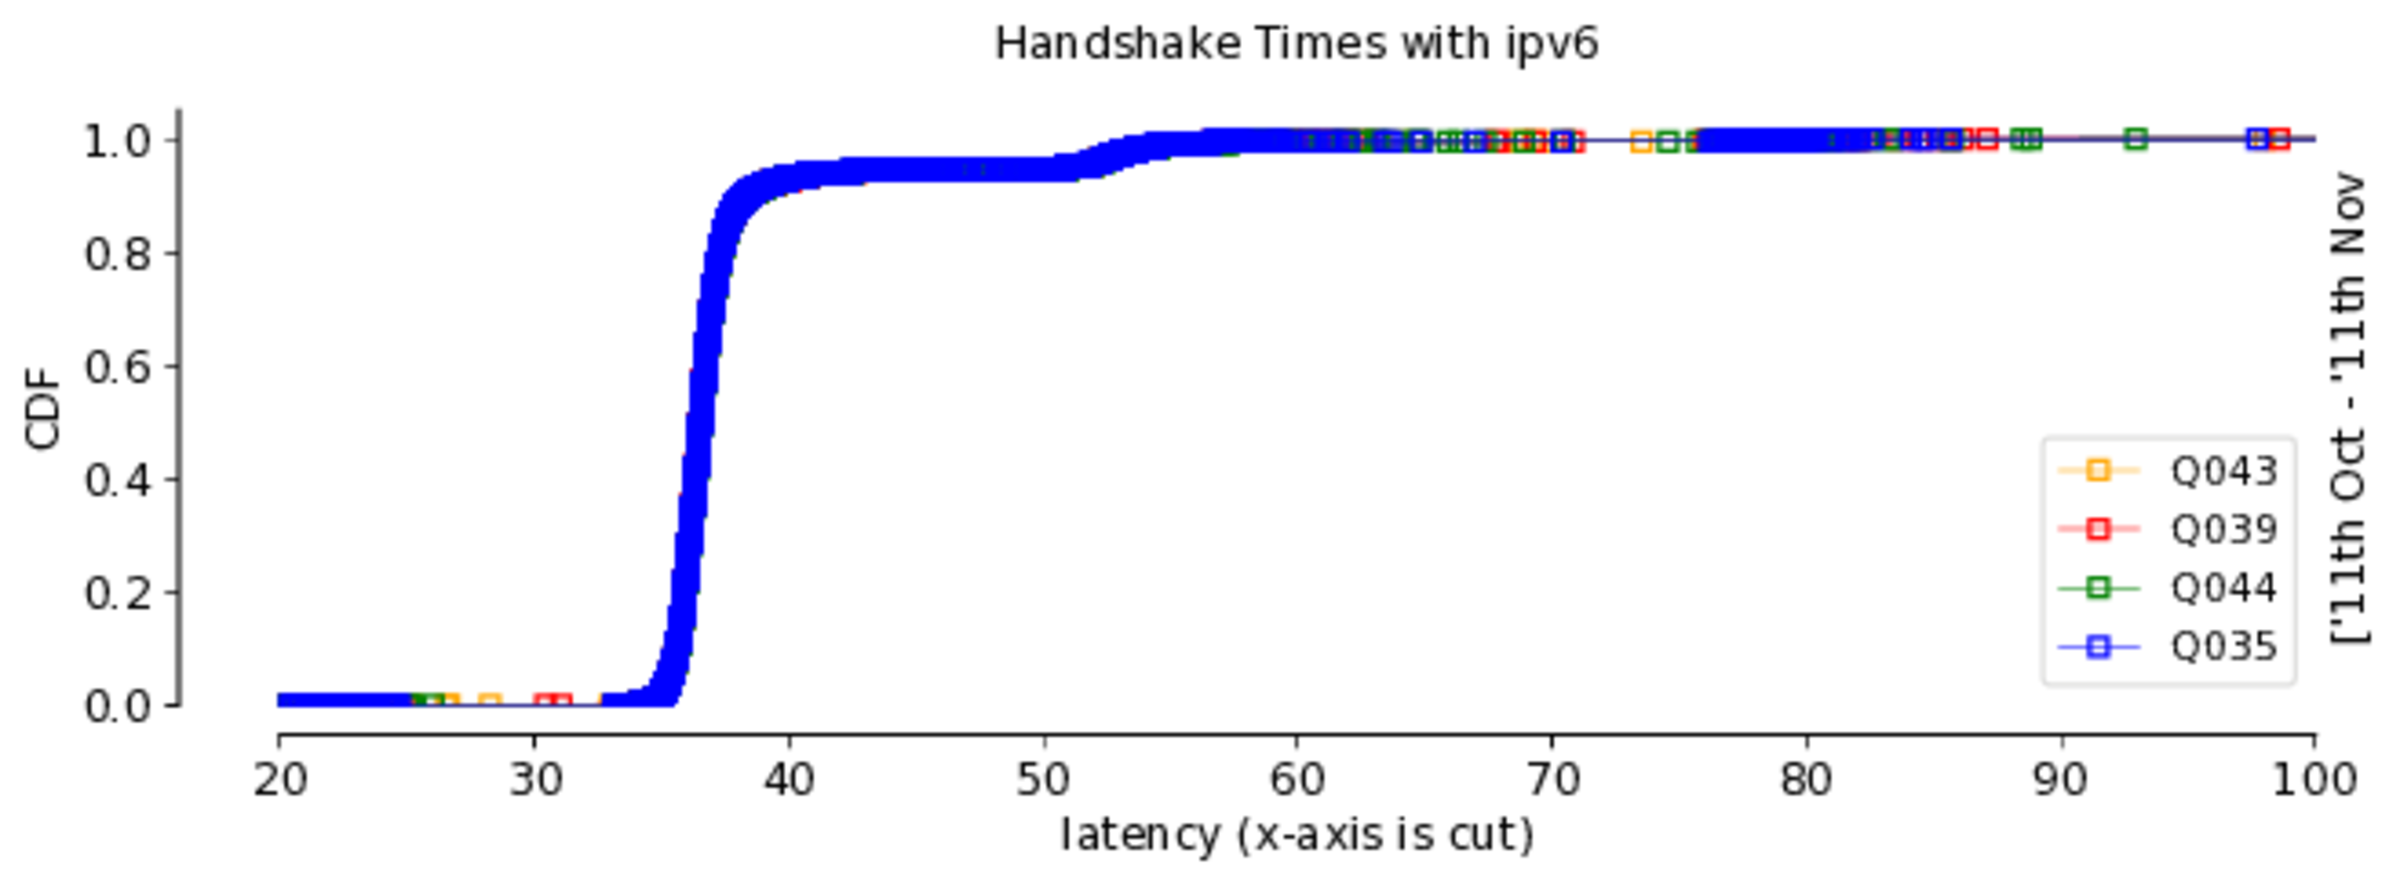 Handshake Times with ipv6
1.0
0.8
0.6
0.4
0.2
0.0
CDF
20 30 40 50 60 70 80 90 100
latency (x-axis is cut)
Q043
Q039
Q044
Q035
['11th Oct - '11th Nov